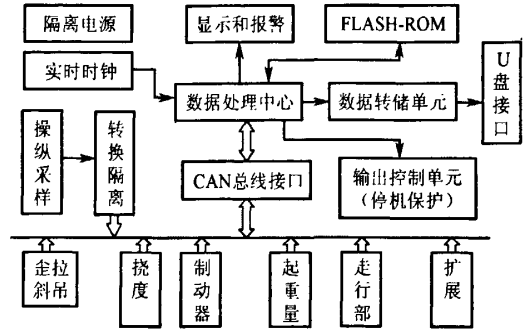 隔离电源
显示和报警
FLASH-ROM
实时时钟
数据处理中心
数据转储单元
U盘接口
操纵采样
转换隔离
CAN总线接口
输出控制单元
（停机保护）
歪拉
斜吊
挠度
制动器
起重量
走行部
扩展